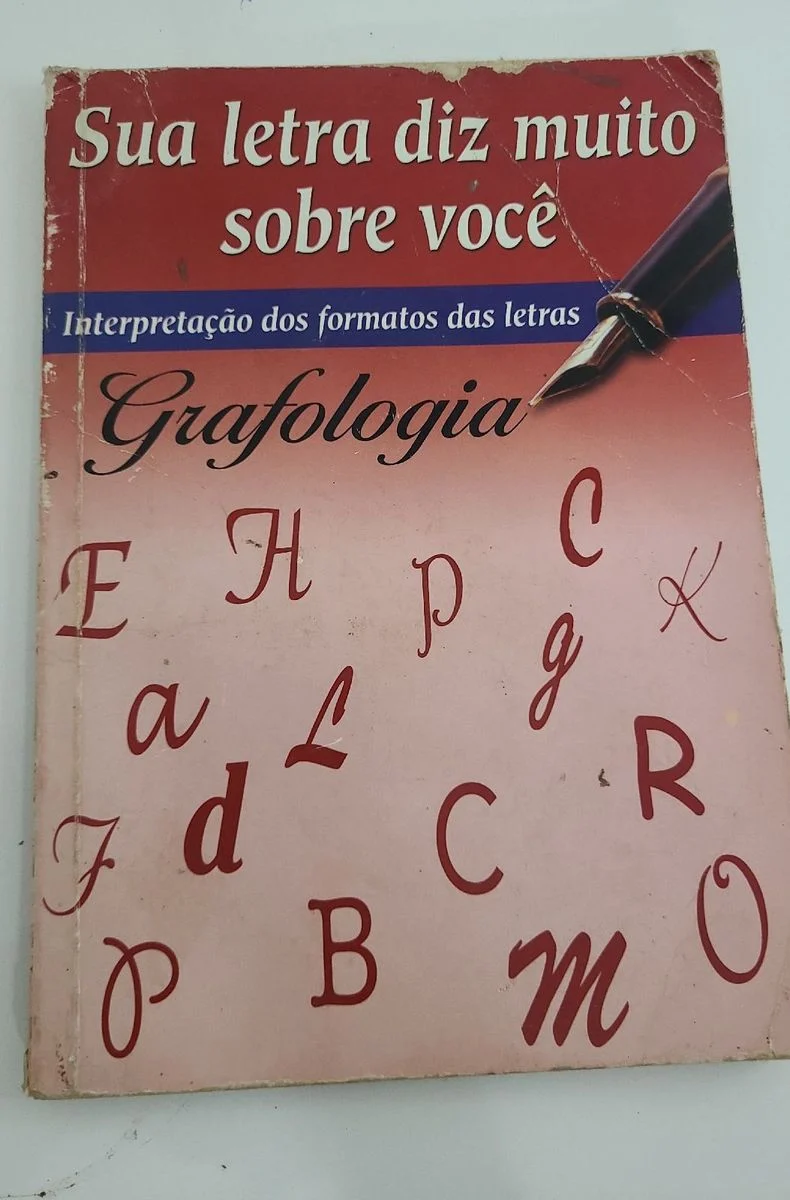 Sua letra diz muito
sobre você
Interpretação dos formatos das letras
Grafologia
E H P C K
a L g
F d C R
P B M O